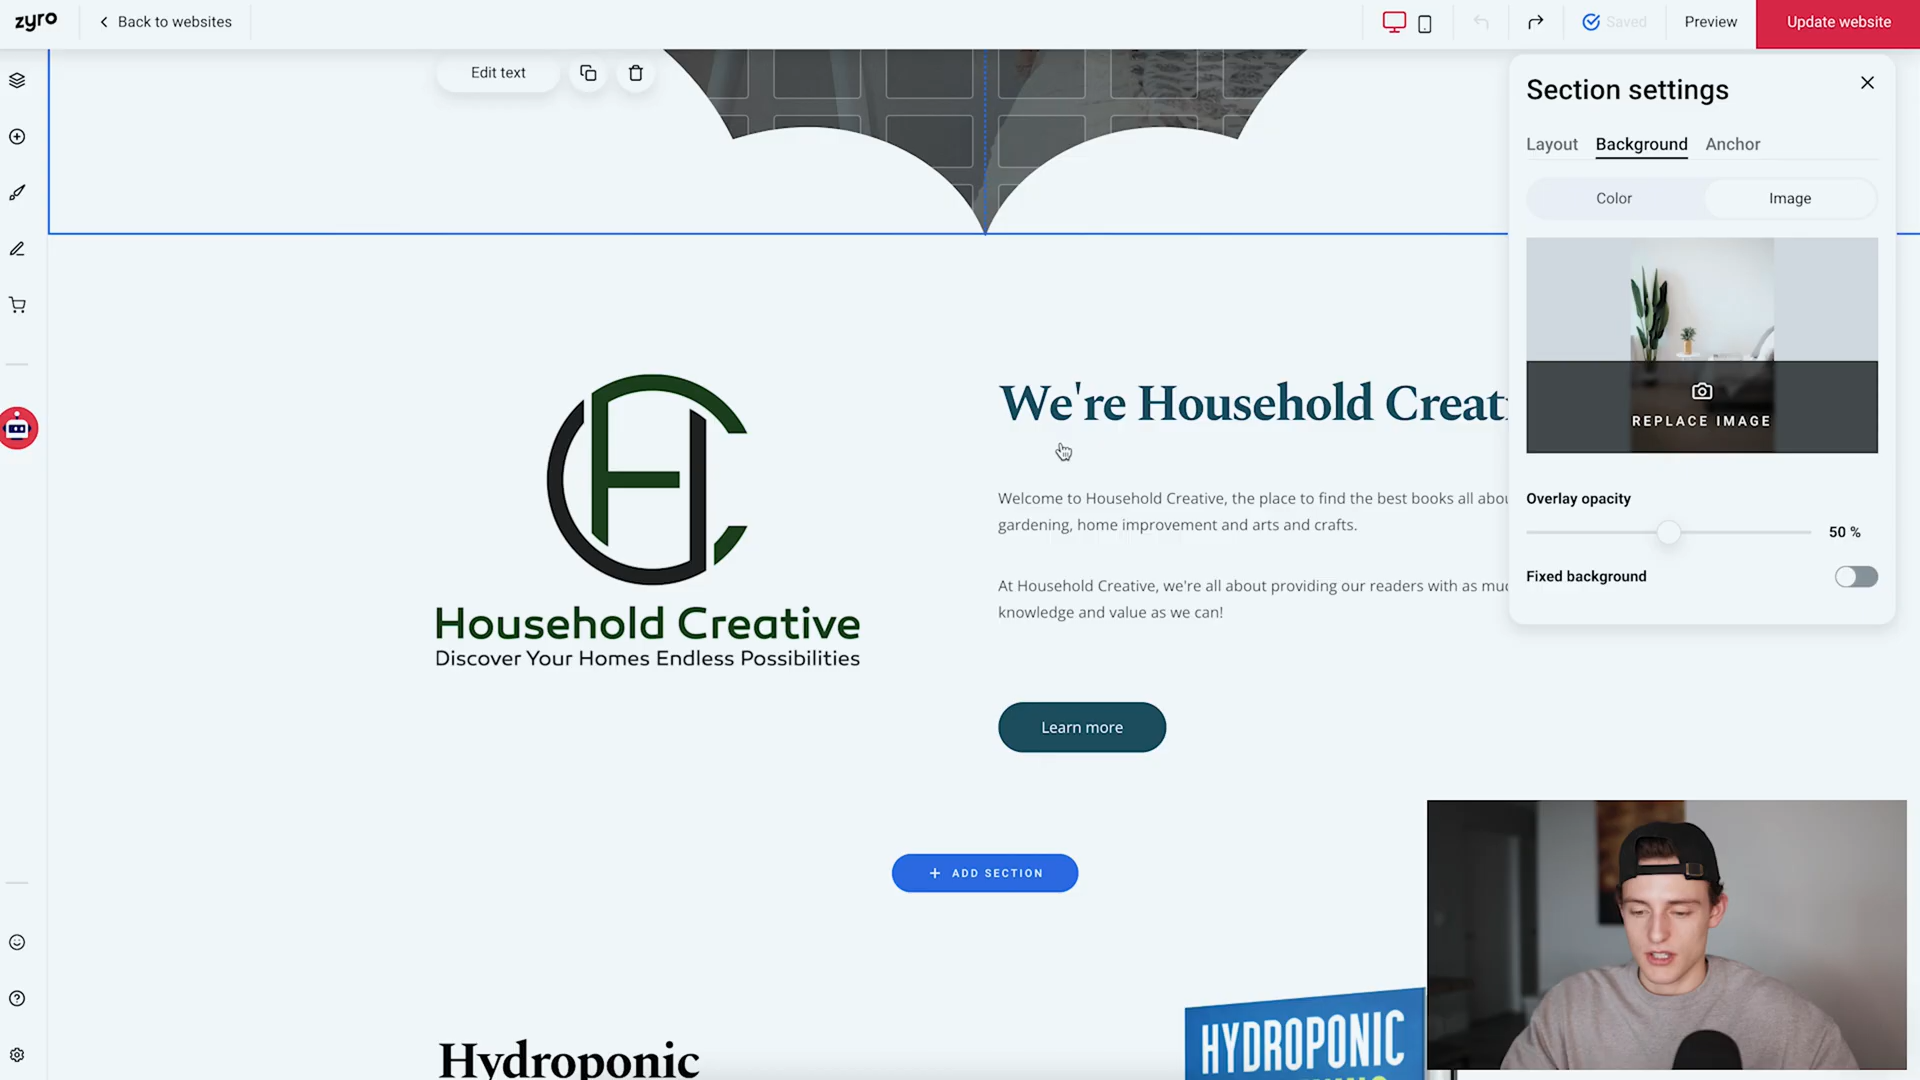 zyro
Back to websites
Saved
Preview
Update website
Edit text
Section settings
Layout
Background
Anchor
Color
Image
REPLACE IMAGE
Overlay opacity
50 %
Fixed background
We're Household Creati
Welcome to Household Creative, the place to find the best books all abou
gardening, home improvement and arts and crafts.
At Household Creative, we're all about providing our readers with as muc
knowledge and value as we can!
Learn more
HC
Household Creative
Discover Your Homes Endless Possibilities
+ ADD SECTION
Hydroponic
HYDROPONIC